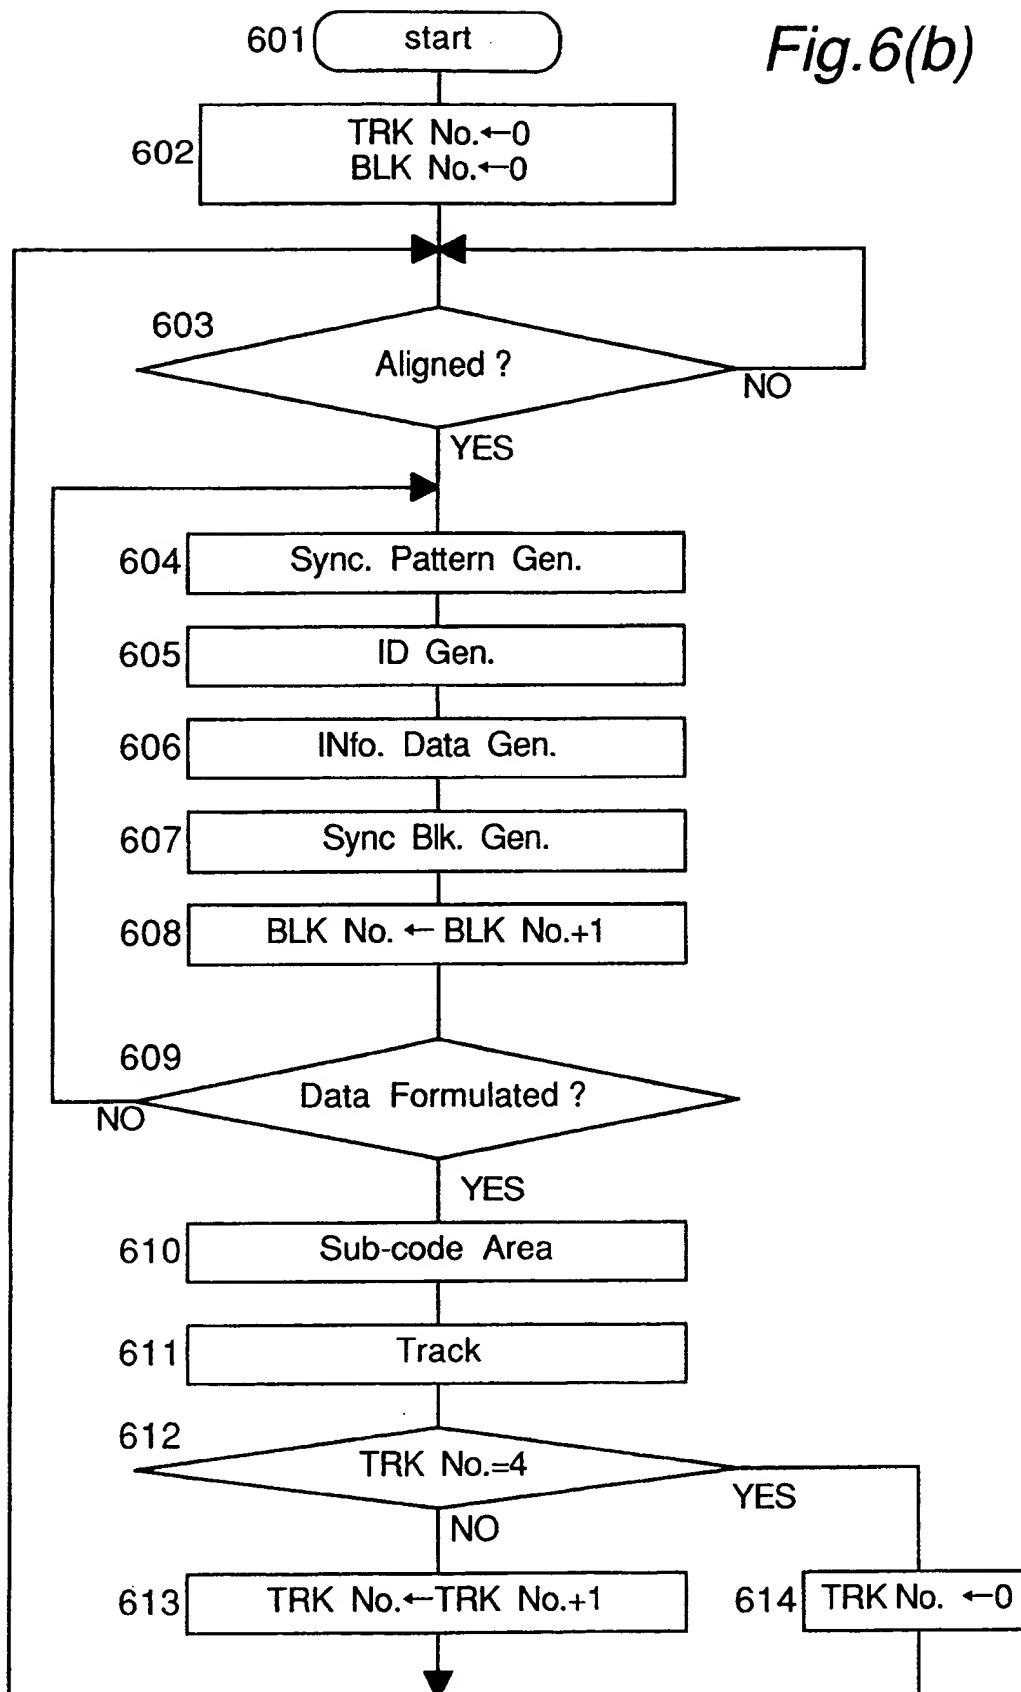 Fig.6(b)
601 start
602
TRK No.←0
BLK No.←0
603
Aligned ?
NO
YES
604 Sync. Pattern Gen.
605 ID Gen.
606 INfo. Data Gen.
607 Sync Blk. Gen.
608 BLK No. ← BLK No.+1
609
Data Formulated ?
NO
YES
610 Sub-code Area
611 Track
612
TRK No.=4
YES
NO
613 TRK No.←TRK No.+1
614 TRK No. ←0